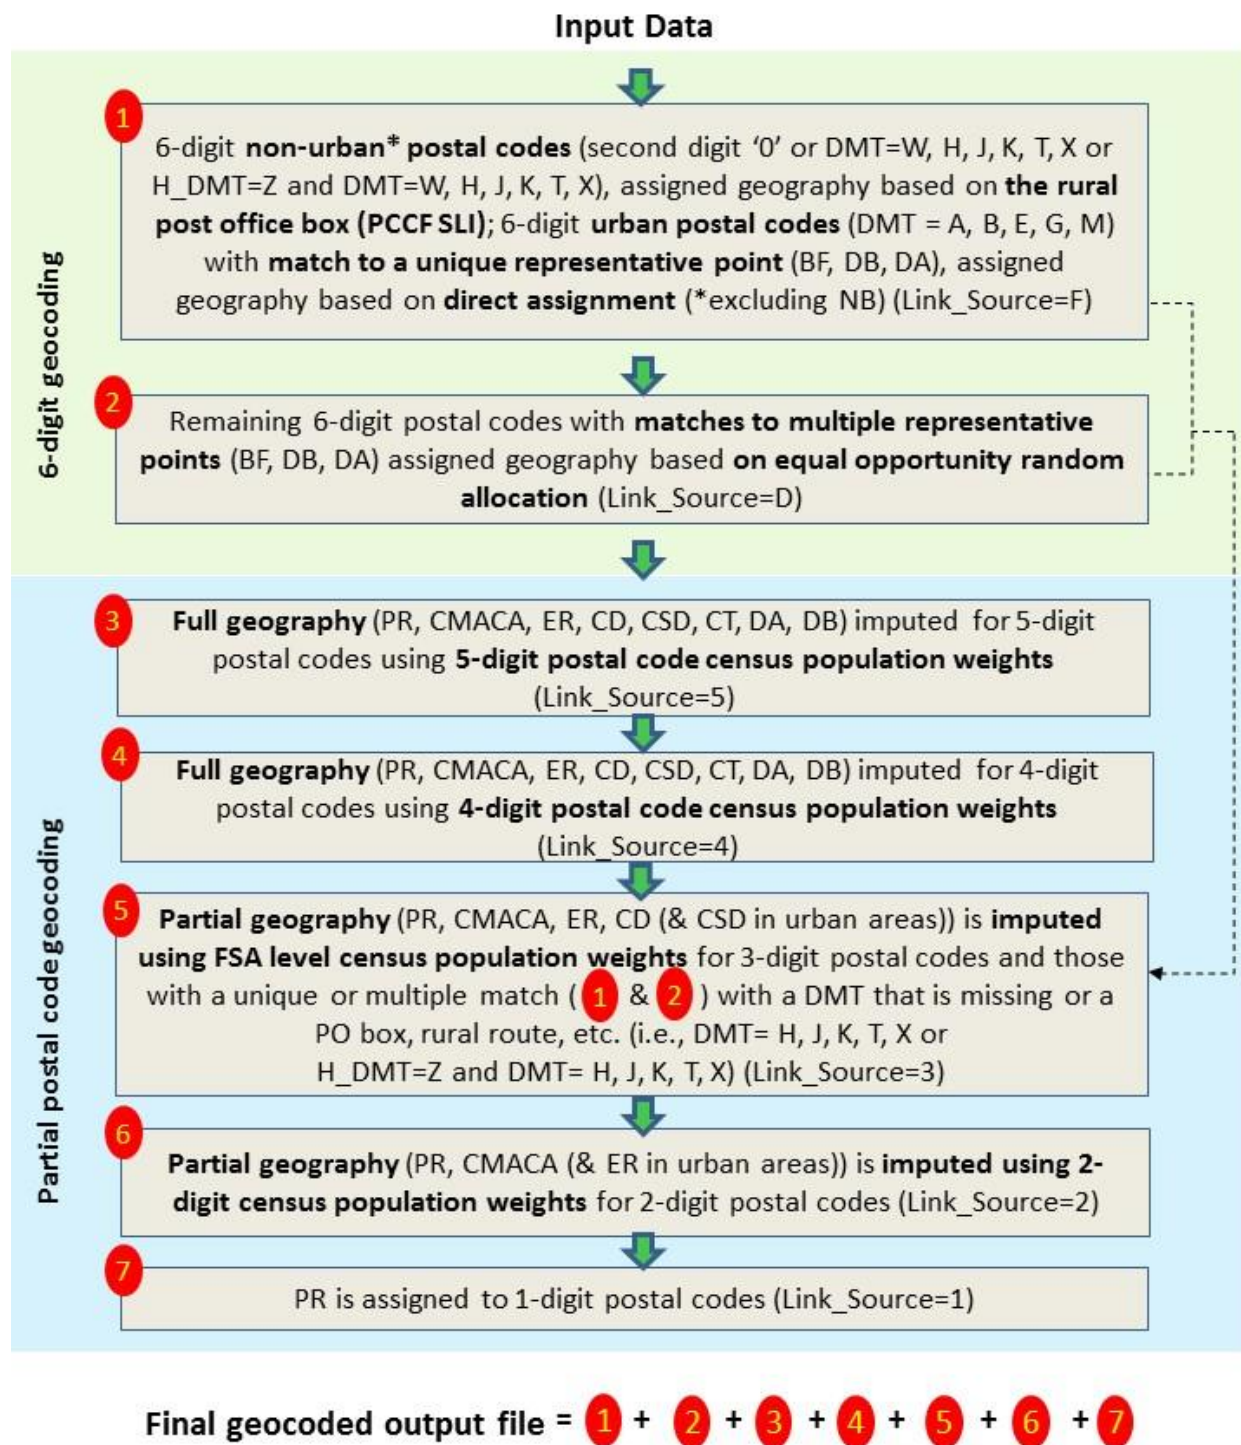 Input Data
6-digit geocoding
1
6-digit non-urban* postal codes (second digit '0' or DMT=W, H, J, K, T, X or
H_DMT=Z and DMT=W, H, J, K, T, X), assigned geography based on the rural
post office box (PCCF SLI); 6-digit urban postal codes (DMT = A, B, E, G, M)
with match to a unique representative point (BF, DB, DA), assigned
geography based on direct assignment (*excluding NB) (Link_Source=F)
2
Remaining 6-digit postal codes with matches to multiple representative
points (BF, DB, DA) assigned geography based on equal opportunity random
allocation (Link_Source=D)
Partial postal code geocoding
3
Full geography (PR, CMACA, ER, CD, CSD, CT, DA, DB) imputed for 5-digit
postal codes using 5-digit postal code census population weights
(Link_Source=5)
4
Full geography (PR, CMACA, ER, CD, CSD, CT, DA, DB) imputed for 4-digit
postal codes using 4-digit postal code census population weights
(Link_Source=4)
5
Partial geography (PR, CMACA, ER, CD (& CSD in urban areas)) is imputed
using FSA level census population weights for 3-digit postal codes and those
with a unique or multiple match ( 1 & 2 ) with a DMT that is missing or a
PO box, rural route, etc. (i.e., DMT= H, J, K, T, X or
H_DMT=Z and DMT= H, J, K, T, X) (Link_Source=3)
6
Partial geography (PR, CMACA (& ER in urban areas)) is imputed using 2-
digit census population weights for 2-digit postal codes (Link_Source=2)
7
PR is assigned to 1-digit postal codes (Link_Source=1)
Final geocoded output file = 1 + 2 + 3 + 4 + 5 + 6 + 7